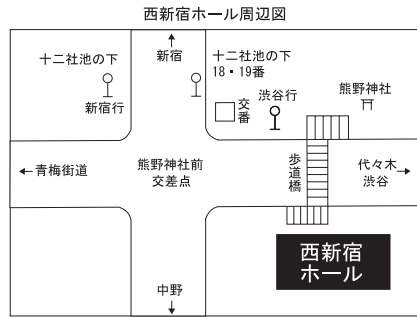 西新宿ホール周辺図
新宿
十二社池の下
新宿行
十二社池の下
18・19番
交番
渋谷行
熊野神社
←青梅街道
熊野神社前
交差点
歩道橋
代々木→
渋谷
西新宿
ホール
中野